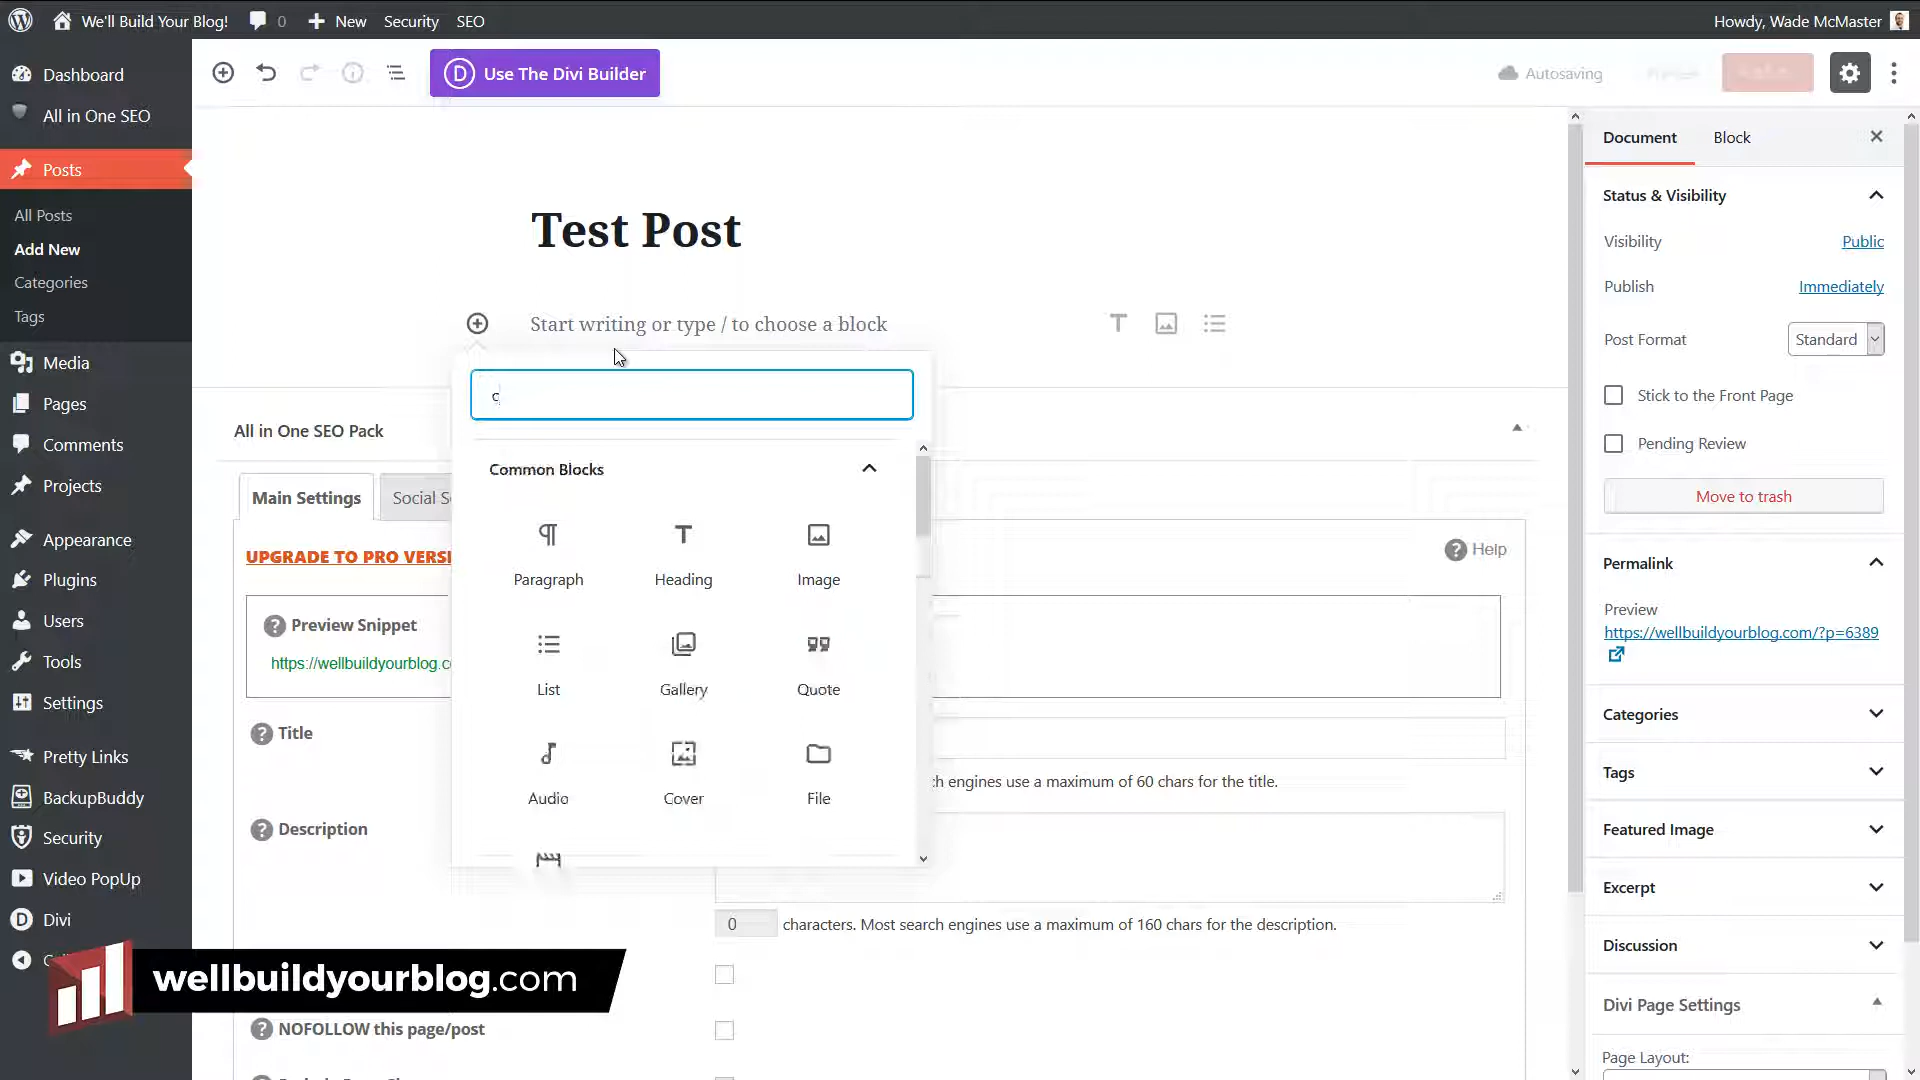 We'll Build Your Blog! 0 New Security SEO Howdy, Wade McMaster
Dashboard
All in One SEO
Posts
All Posts
Add New
Categories
Tags
Media
Pages
Comments
Projects
Appearance
Plugins
Users
Tools
Settings
Pretty Links
BackupBuddy
Security
Video PopUp
Divi
D Use The Divi Builder Autosaving
Test Post
Start writing or type / to choose a block
c
Common Blocks
Paragraph Heading Image
List Gallery Quote
Audio Cover File
All in One SEO Pack
Main Settings Social S
UPGRADE TO PRO VERSI
Help
Preview Snippet
https://wellbuildyourblog.c
Title
ch engines use a maximum of 60 chars for the title.
Description
0 characters. Most search engines use a maximum of 160 chars for the description.
NOFOLLOW this page/post
Document Block
Status & Visibility
Visibility Public
Publish Immediately
Post Format Standard
Stick to the Front Page
Pending Review
Move to trash
Permalink
Preview
https://wellbuildyourblog.com/?p=6389
Categories
Tags
Featured Image
Excerpt
Discussion
Divi Page Settings
Page Layout:
wellbuildyourblog.com